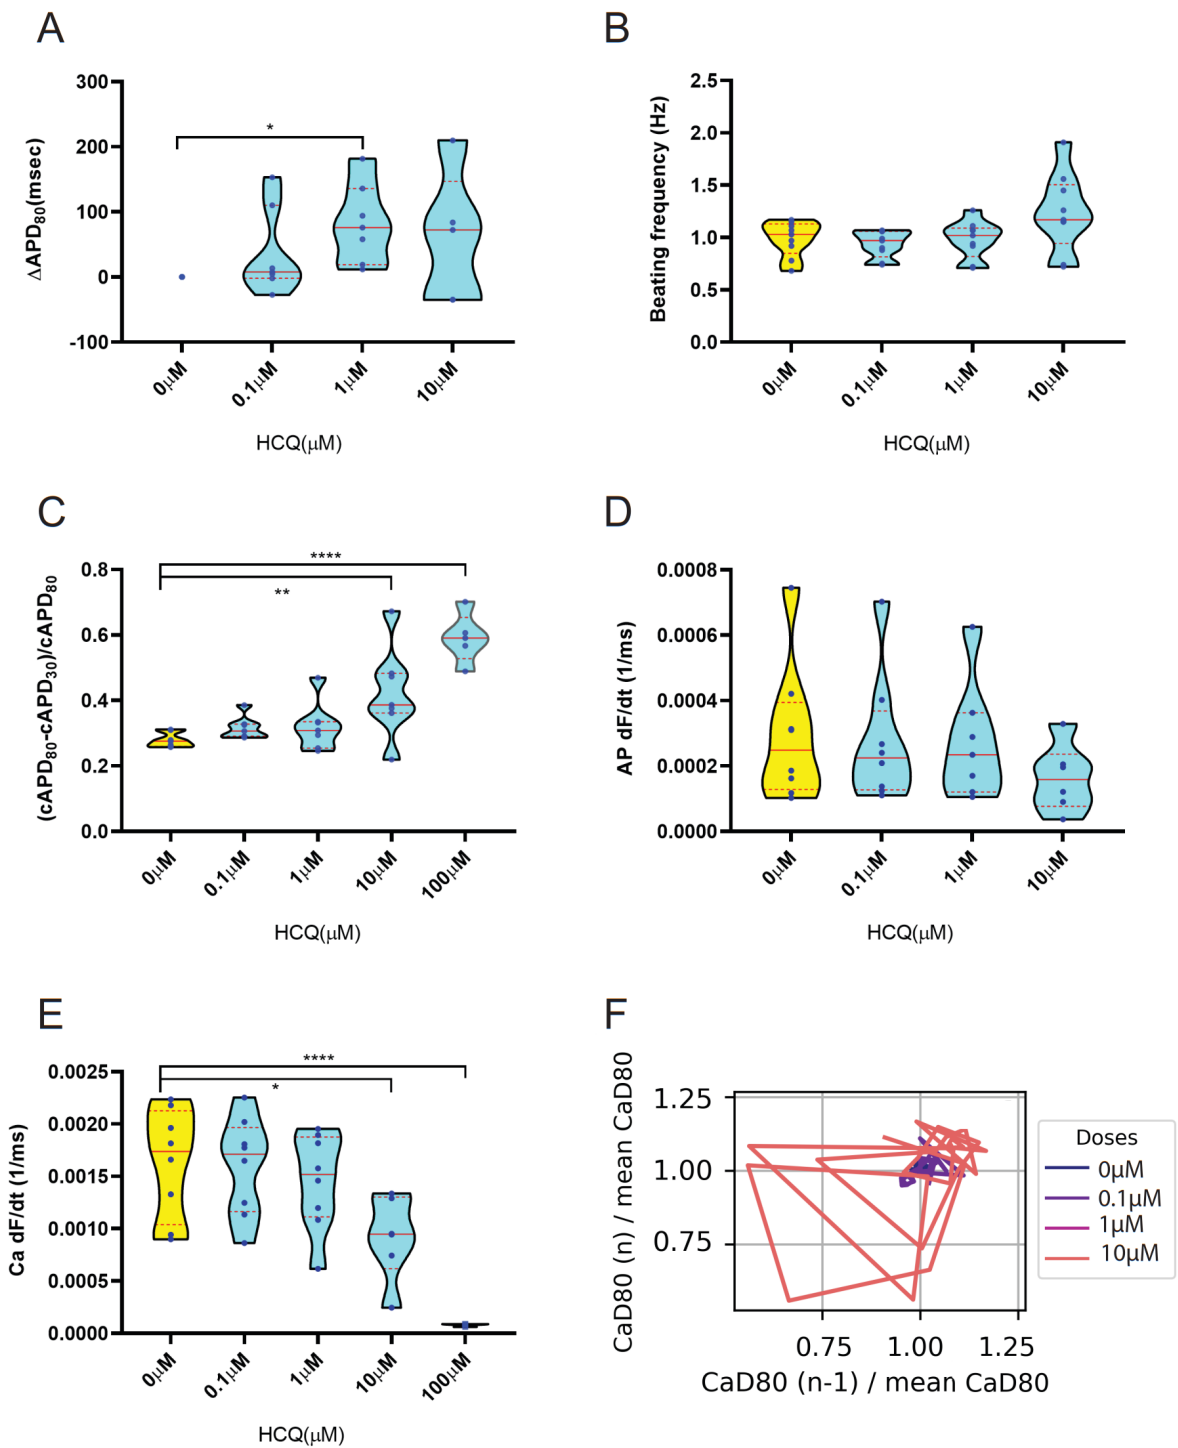 A
ΔAPD80(msec)
300
200
100
0
-100
*
0μM
0.1μM
1μM
10μM
HCQ(μM)
B
Beating frequency (Hz)
2.5
2.0
1.5
1.0
0.5
0.0
0μM
0.1μM
1μM
10μM
HCQ(μM)
C
(cAPD80-cAPD30)/cAPD80
0.8
0.6
0.4
0.2
0.0
****
**
0μM
0.1μM
1μM
10μM
100μM
HCQ(μM)
D
AP dF/dt (1/ms)
0.0008
0.0006
0.0004
0.0002
0.0000
0μM
0.1μM
1μM
10μM
HCQ(μM)
E
Ca dF/dt (1/ms)
0.0025
0.0020
0.0015
0.0010
0.0005
0.0000
****
*
0μM
0.1μM
1μM
10μM
100μM
HCQ(μM)
F
CaD80 (n) / mean CaD80
1.25
1.00
0.75
0.75
1.00
1.25
CaD80 (n-1) / mean CaD80
Doses
0μM
0.1μM
1μM
10μM